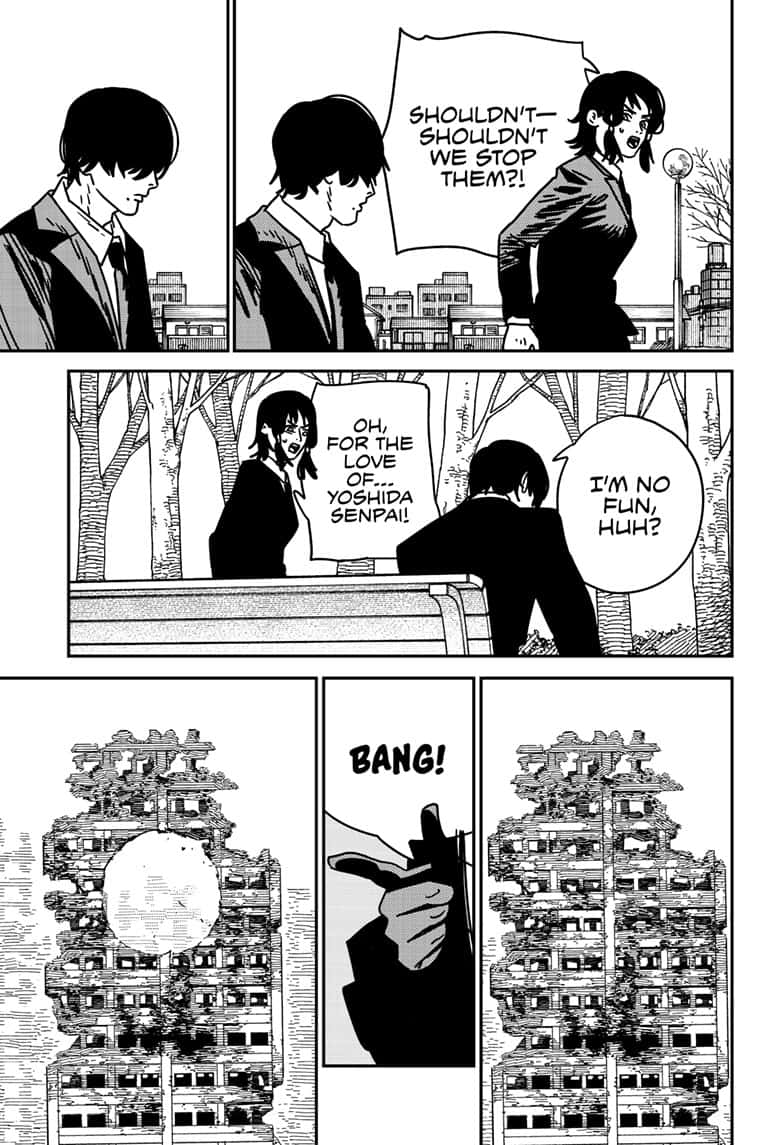 SHOULDN'T—
SHOULDN'T
WE STOP
THEM?!
I'M NO
FUN,
HUH?
OH,
FOR THE
LOVE
OF...
YOSHIDA
SENPAI!
BANG!